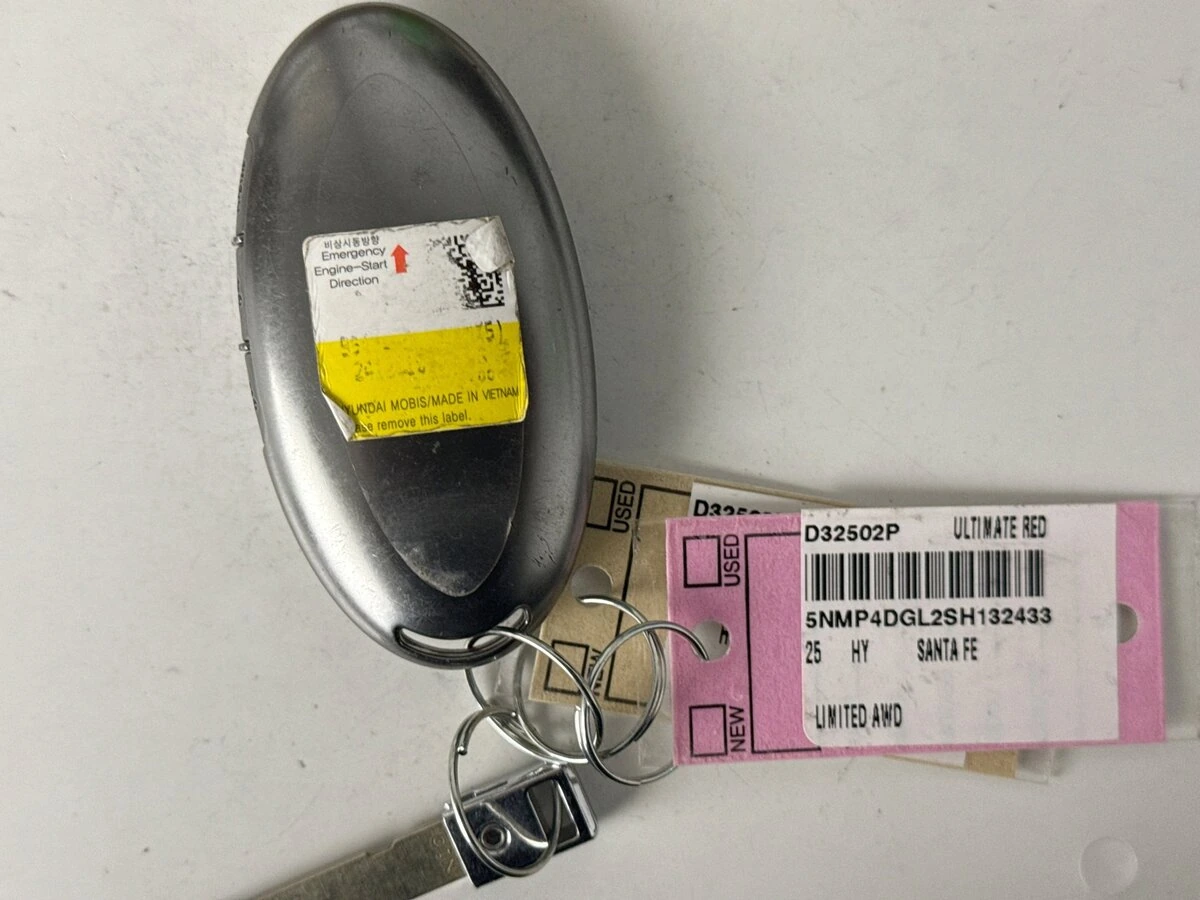 비상시동방향
Emergency
Engine-Start
Direction
HYUNDAI MOBIS/MADE IN VIETNAM
remove this label.
USED
NEW
USED
NEW
D32502P ULTIMATE RED
5NMP4DGL2SH132433
25 HY SANTA FE
LIMITED AWD